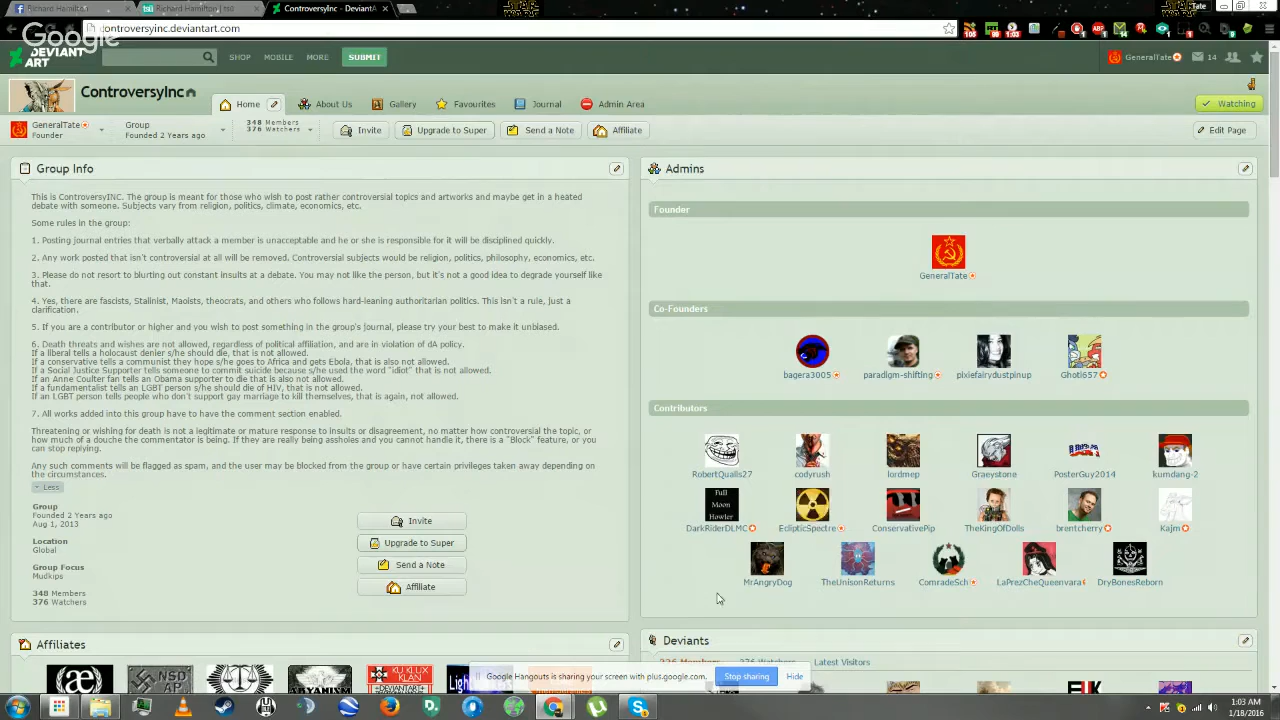 Richard Hamilton
Richard Hamilton | tsū
ControversyInc - DeviantA
Tate
controversyinc.deviantart.com
Google
DEVIANT ART
SHOP
MOBILE
MORE
SUBMIT
GeneralTate
14
ControversyInc
Home
About Us
Gallery
Favourites
Journal
Admin Area
Watching
GeneralTate
Founder
Group
Founded 2 Years ago
348 Members
376 Watchers
Invite
Upgrade to Super
Send a Note
Affiliate
Edit Page
Group Info
This is ControversyINC. The group is meant for those who wish to post rather controversial topics and artworks and maybe get in a heated
debate with someone. Subjects vary from religion, politics, climate, economics, etc.
Some rules in the group:
1. Posting journal entries that verbally attack a member is unacceptable and he or she is responsible for it will be disciplined quickly.
2. Any work posted that isn't controversial at all will be removed. Controversial subjects would be religion, politics, philosophy, economics, etc.
3. Please do not resort to blurting out constant insults at a debate. You may not like the person, but it's not a good idea to degrade yourself like
that.
4. Yes, there are fascists, Stalinist, Maoists, theocrats, and others who follows hard-leaning authoritarian politics. This isn't a rule, just a
clarification.
5. If you are a contributor or higher and you wish to post something in the group's journal, please try your best to make it unbiased.
6. Death threats and wishes are not allowed, regardless of political affiliation, and are in violation of dA policy.
If a liberal tells a holocaust denier s/he should die, that is not allowed.
If a conservative tells a communist they hope s/he goes to Africa and gets Ebola, that is also not allowed.
If a Social Justice Supporter tells someone to commit suicide because s/he used the word "idiot" that is not allowed.
If an Anne Coulter fan tells an Obama supporter to die that is also not allowed.
If a fundamentalist tells an LGBT person s/he should die of HIV, that is not allowed.
If an LGBT person tells people who don't support gay marriage to kill themselves, that is again, not allowed.
7. All works added into this group have to have the comment section enabled.
Threatening or wishing for death is not a legitimate or mature response to insults or disagreement, no matter how controversial the topic, or
how much of a douche the commentator is being. If they are really being assholes and you cannot handle it, there is a "Block" feature, or you
can stop replying.
Any such comments will be flagged as spam, and the user may be blocked from the group or have certain privileges taken away depending on
the circumstances.
- Less
Group
Founded 2 Years ago
Aug 1, 2013
Location
Global
Group Focus
Mudkips
348 Members
376 Watchers
Invite
Upgrade to Super
Send a Note
Affiliate
Affiliates
æ
NSD
AP
ARYANISM
KU KLUX
KLAN
Ligh
Admins
Founder
GeneralTate
Co-Founders
bagera3005
paradigm-shifting
pixiefairydustpinup
Ghoti657
Contributors
RobertQualls27
codyrush
lordmep
Graeystone
PosterGuy2014
kumdang-2
Full
Moon
Howler
DarkRiderDLMC
EclipticSpectre
ConservativePip
TheKingOfDolls
brentcherry
Kajm
MrAngryDog
TheUnisonReturns
ComradeSch
LaPrezCheQueenvara
DryBonesReborn
Deviants
376 Watchers
Latest Visitors
Google Hangouts is sharing your screen with plus.google.com.
Stop sharing
Hide
1:03 AM
1/18/2016